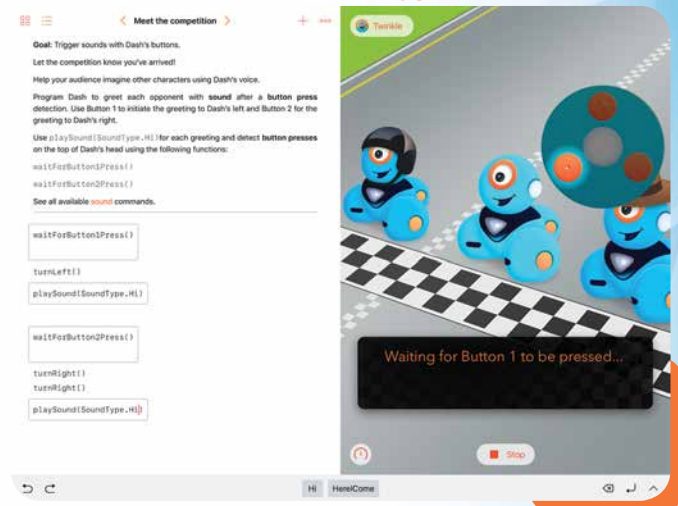 Meet the competition
Goal: Trigger sounds with Dash's buttons.
Let the competition know you've arrived!
Help your audience imagine other characters using Dash's voice.
Program Dash to greet each opponent with sound after a button press
detection. Use Button 1 to initiate the greeting to Dash's left and Button 2 for the
greeting to Dash's right.
Use playSound(SoundType.Hi) for each greeting and detect button presses
on the top of Dash's head using the following functions:
waitForButton1Press()
waitForButton2Press()
See all available sound commands.
waitForButton1Press()
turnLeft()
playSound(SoundType.Hi)
waitForButton2Press()
turnRight()
turnRight()
playSound(SoundType.Hi)
Twinkle
Waiting for Button 1 to be pressed...
Stop
Hi HereICome